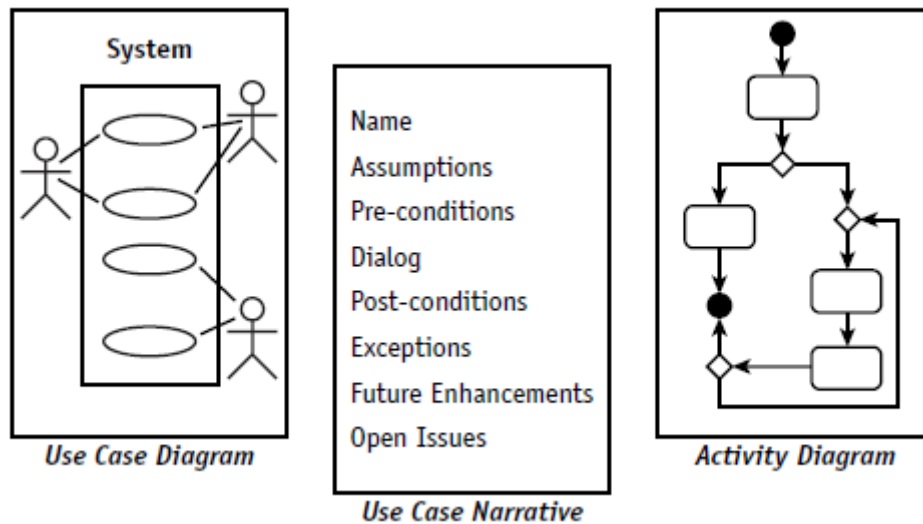 System
Use Case Diagram
Name
Assumptions
Pre-conditions
Dialog
Post-conditions
Exceptions
Future Enhancements
Open Issues
Use Case Narrative
Activity Diagram